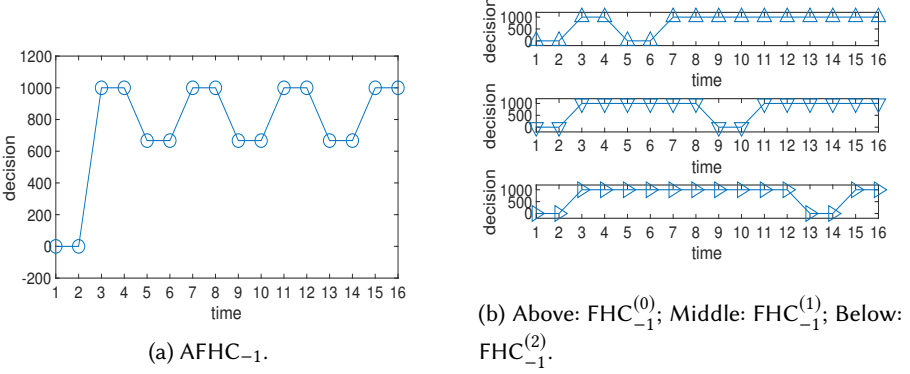 1200
1000
800
600
400
200
0
-200
decision
1 2 3 4 5 6 7 8 9 10 11 12 13 14 15 16
time
(a) AFHC−1.
decision
1000
500
0
1 2 3 4 5 6 7 8 9 10 11 12 13 14 15 16
time
decision
1000
500
0
1 2 3 4 5 6 7 8 9 10 11 12 13 14 15 16
time
decision
1000
500
0
1 2 3 4 5 6 7 8 9 10 11 12 13 14 15 16
time
(b) Above: FHC(0)−1; Middle: FHC(1)−1; Below:
FHC(2)−1.